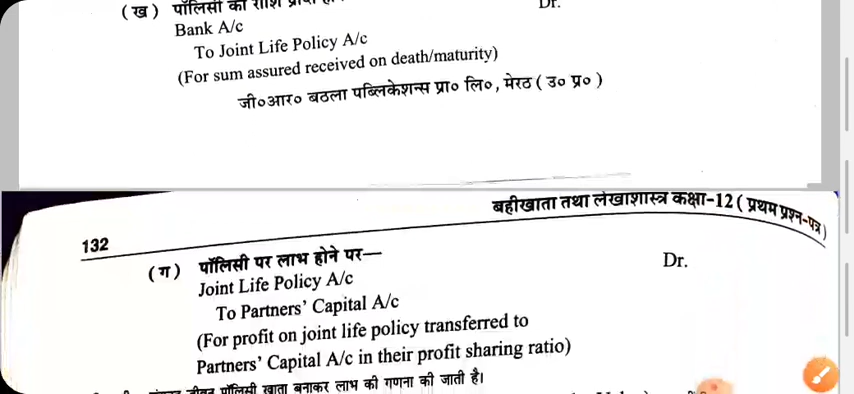 (ख) पॉलिसी की राशि
Dr.
Bank A/c
To Joint Life Policy A/c
(For sum assured received on death/maturity)
जी०आर० बठला पब्लिकेशन्स प्रा० लि०, मेरठ ( उ० प्र० )
बहीखाता तथा लेखाशास्त्र कक्षा-12 ( प्रथम प्रश्न-पत्र )
132
(ग) पॉलिसी पर लाभ होने पर—
Joint Life Policy A/c Dr.
To Partners' Capital A/c
(For profit on joint life policy transferred to
Partners' Capital A/c in their profit sharing ratio)
जीवन पॉलिसी खाता बनाकर लाभ की गणना की जाती है।